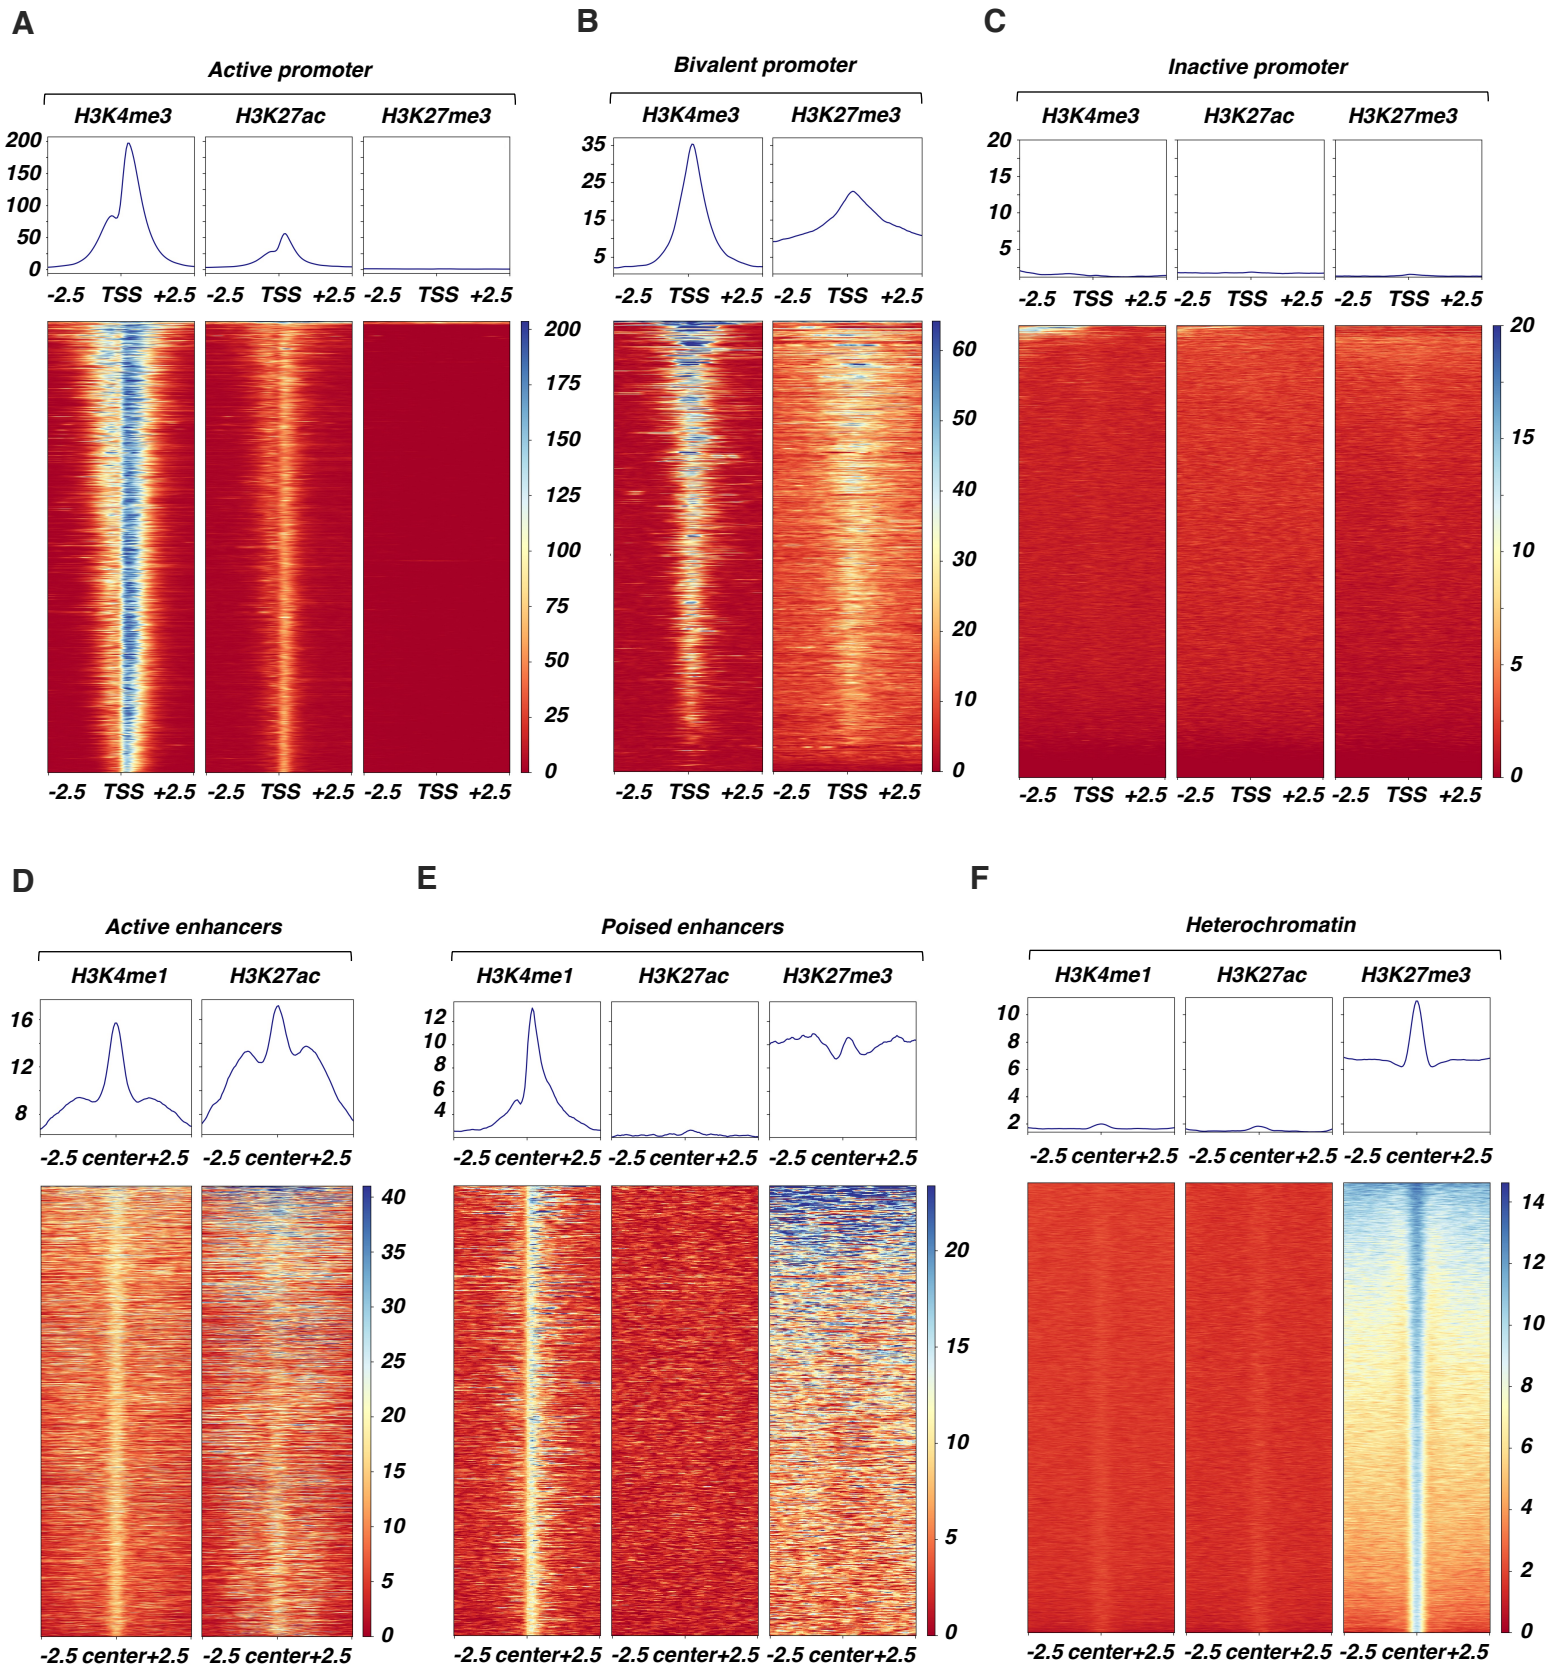 A
B
C
Active promoter
Bivalent promoter
Inactive promoter
H3K4me3 H3K27ac H3K27me3
H3K4me3 H3K27me3
H3K4me3 H3K27ac H3K27me3
200
150
100
50
0
35
25
15
5
20
15
10
5
-2.5 TSS +2.5 -2.5 TSS +2.5 -2.5 TSS +2.5
-2.5 TSS +2.5 -2.5 TSS +2.5
-2.5 TSS +2.5 -2.5 TSS +2.5 -2.5 TSS +2.5
200
175
150
125
100
75
50
25
0
60
50
40
30
20
10
0
20
15
10
5
0
-2.5 TSS +2.5 -2.5 TSS +2.5 -2.5 TSS +2.5
-2.5 TSS +2.5 -2.5 TSS +2.5
-2.5 TSS +2.5 -2.5 TSS +2.5 -2.5 TSS +2.5
D
E
F
Active enhancers
Poised enhancers
Heterochromatin
H3K4me1 H3K27ac
H3K4me1 H3K27ac H3K27me3
H3K4me1 H3K27ac H3K27me3
16
12
8
12
10
8
6
4
10
8
6
4
2
-2.5 center+2.5 -2.5 center+2.5
-2.5 center+2.5 -2.5 center+2.5 -2.5 center+2.5
-2.5 center+2.5 -2.5 center+2.5 -2.5 center+2.5
40
35
30
25
20
15
10
5
0
20
15
10
5
0
14
12
10
8
6
4
2
0
-2.5 center+2.5 -2.5 center+2.5
-2.5 center+2.5 -2.5 center+2.5 -2.5 center+2.5
-2.5 center+2.5 -2.5 center+2.5 -2.5 center+2.5